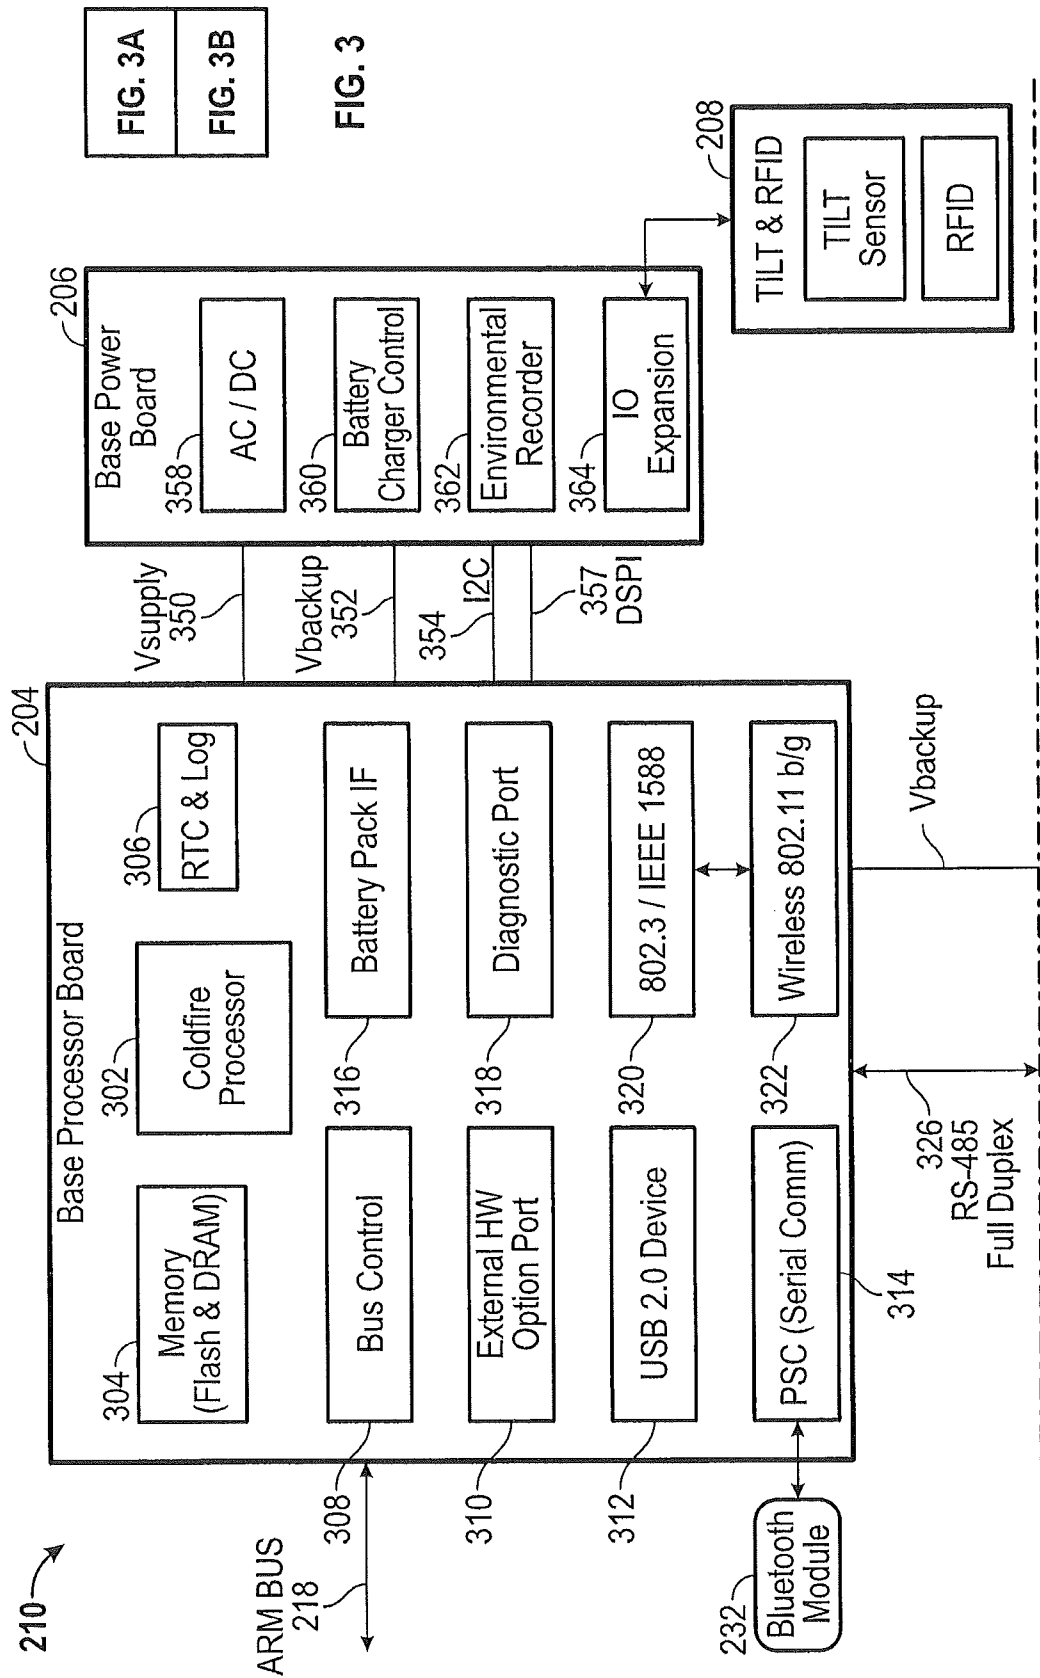 210
ARM BUS
218
Base Processor Board
204
304
Memory
(Flash & DRAM)
302
Coldfire
Processor
306
RTC & Log
308
Bus Control
316
Battery Pack IF
310
External HW
Option Port
318
Diagnostic Port
312
USB 2.0 Device
320
802.3 / IEEE 1588
314
PSC (Serial Comm)
322
Wireless 802.11 b/g
232
Bluetooth
Module
326
RS-485
Full Duplex
Vbackup
Vsupply
350
Vbackup
352
354
I2C
357
DSPI
Base Power
Board
206
358
AC / DC
360
Battery
Charger Control
362
Environmental
Recorder
364
IO
Expansion
208
TILT & RFID
TILT
Sensor
RFID
FIG. 3A
FIG. 3B
FIG. 3